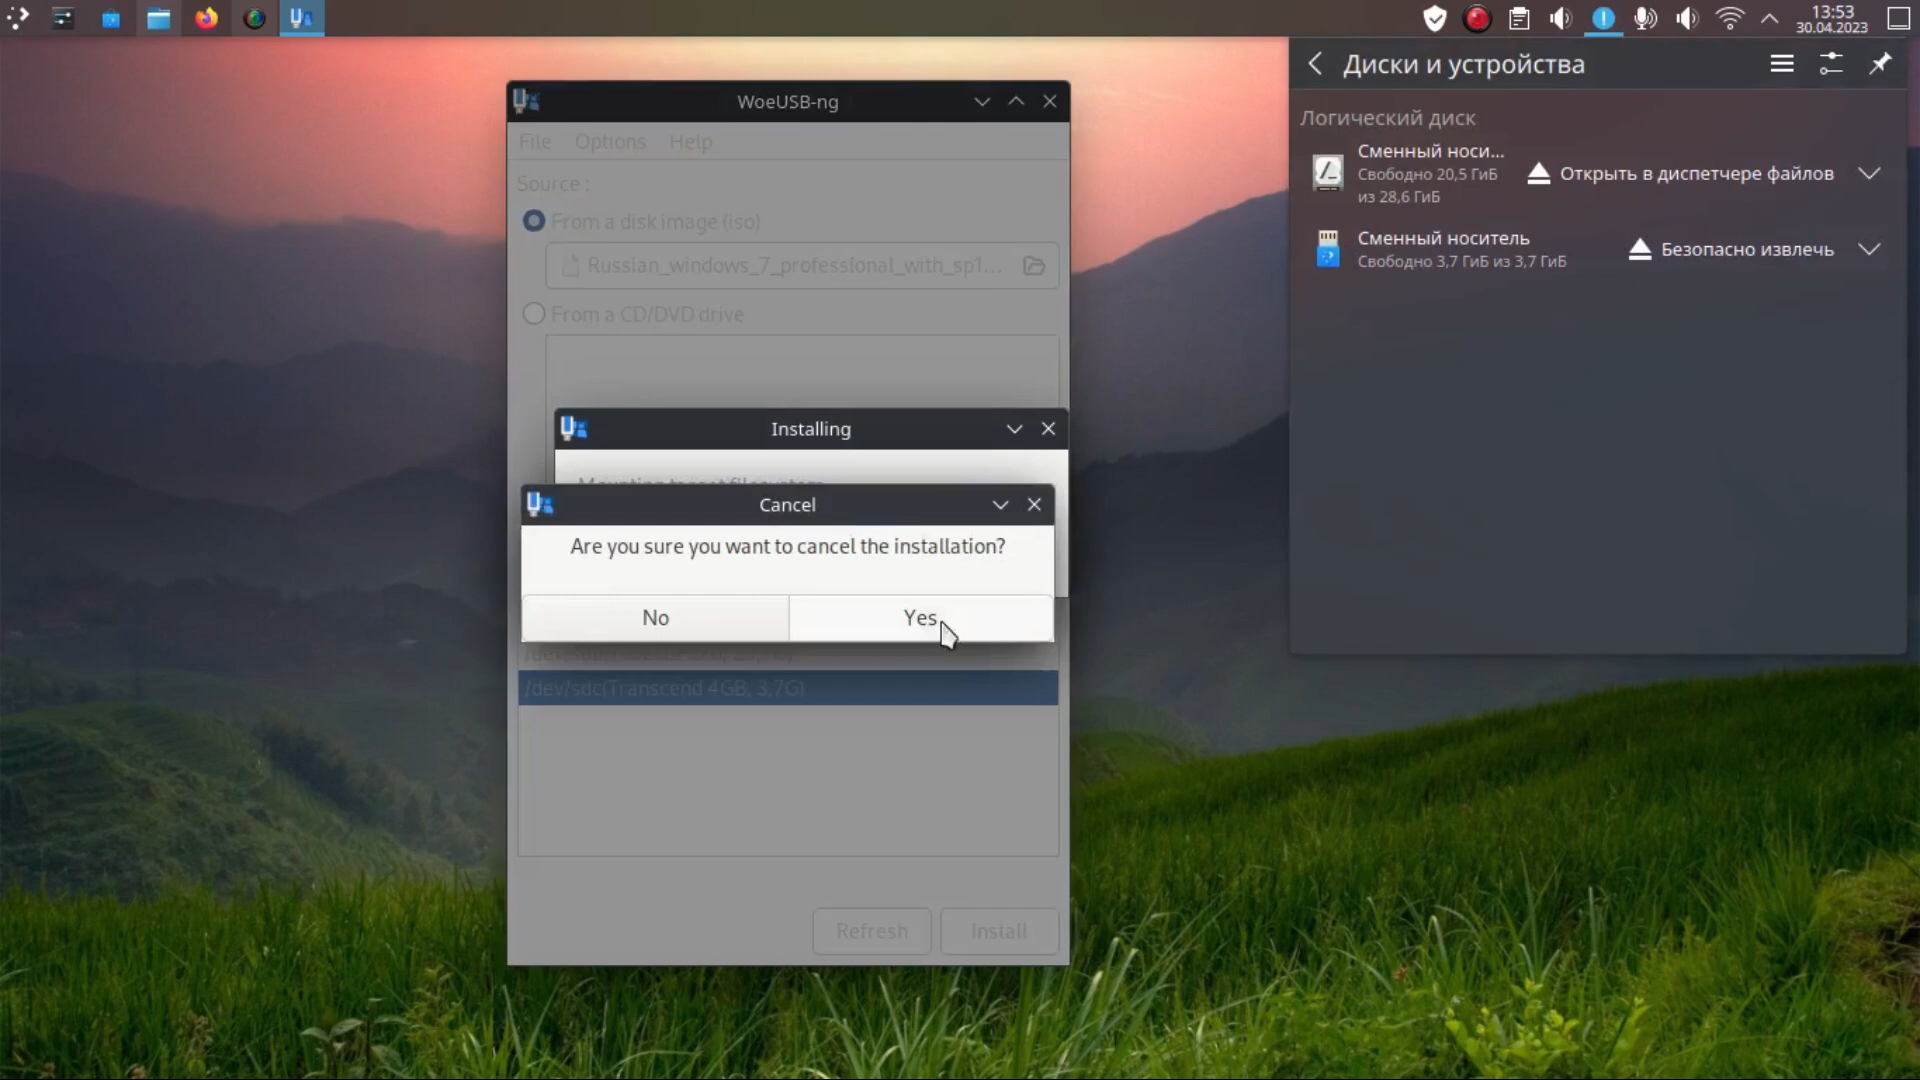 13:53
30.04.2023
WoeUSB-ng
File Options Help
Source :
From a disk image (iso)
Russian_windows_7_professional_with_sp1...
From a CD/DVD drive
Installing
Mounting target filesystem
Cancel
Are you sure you want to cancel the installation?
No Yes
/dev/sdc(Transcend 4GB, 3,7G)
Refresh Install
Диски и устройства
Логический диск
Сменный носи...
Свободно 20,5 ГиБ
из 28,6 ГиБ
Открыть в диспетчере файлов
Сменный носитель
Свободно 3,7 ГиБ из 3,7 ГиБ
Безопасно извлечь